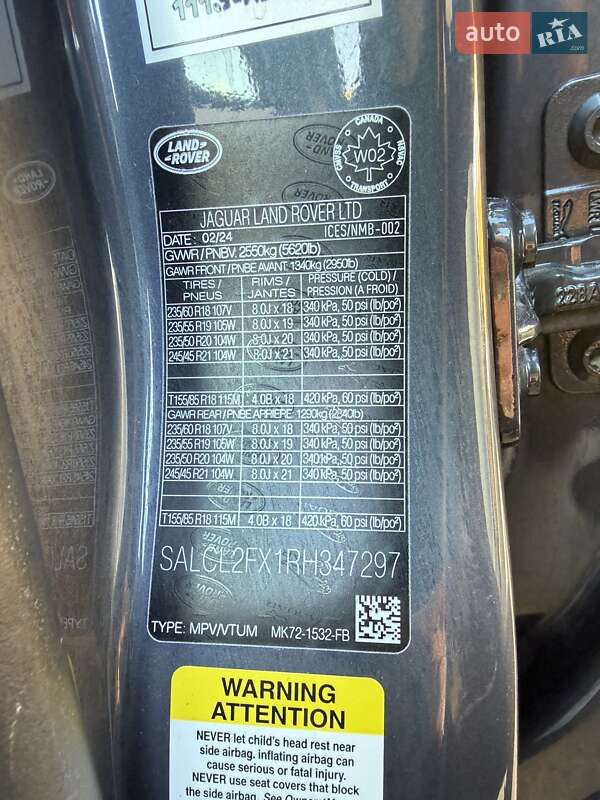 auto RIA .com
LAND ROVER
CANADA
CMVSS W02 NSVAC
TRANSPORT
JAGUAR LAND ROVER LTD
DATE: 02/24 ICES/NMB-002
GWWR / PNBV: 2550kg (5620lb)
GAWR FRONT / PNBE AVANT: 1340kg (2950lb)
TIRES / PNEUS RIMS / JANTES PRESSURE (COLD) / PRESSION (A FROID)
235/60 R18 107V 8.0J x 18 340 kPa, 50 psi (lb/po²)
235/55 R19 105W 8.0J x 19 340 kPa, 50 psi (lb/po²)
235/50 R20 104W 8.0J x 20 340 kPa, 50 psi (lb/po²)
245/45 R21 104W 8.0J x 21 340 kPa, 50 psi (lb/po²)
T155/85 R18 115M 4.0B x 18 420 kPa, 60 psi (lb/po²)
GAWR REAR / PNBE ARRIERE: 1290kg (2840lb)
235/60 R18 107V 8.0J x 18 340 kPa, 50 psi (lb/po²)
235/55 R19 105W 8.0J x 19 340 kPa, 50 psi (lb/po²)
235/50 R20 104W 8.0J x 20 340 kPa, 50 psi (lb/po²)
245/45 R21 104W 8.0J x 21 340 kPa, 50 psi (lb/po²)
T155/85 R18 115M 4.0B x 18 420 kPa, 60 psi (lb/po²)
SALCL2FX1RH347297
TYPE: MPV/VTUM MK72-1532-FB
WARNING
ATTENTION
NEVER let child's head rest near
side airbag. inflating airbag can
cause serious or fatal injury.
NEVER use seat covers that block
the side airbag. See Owner